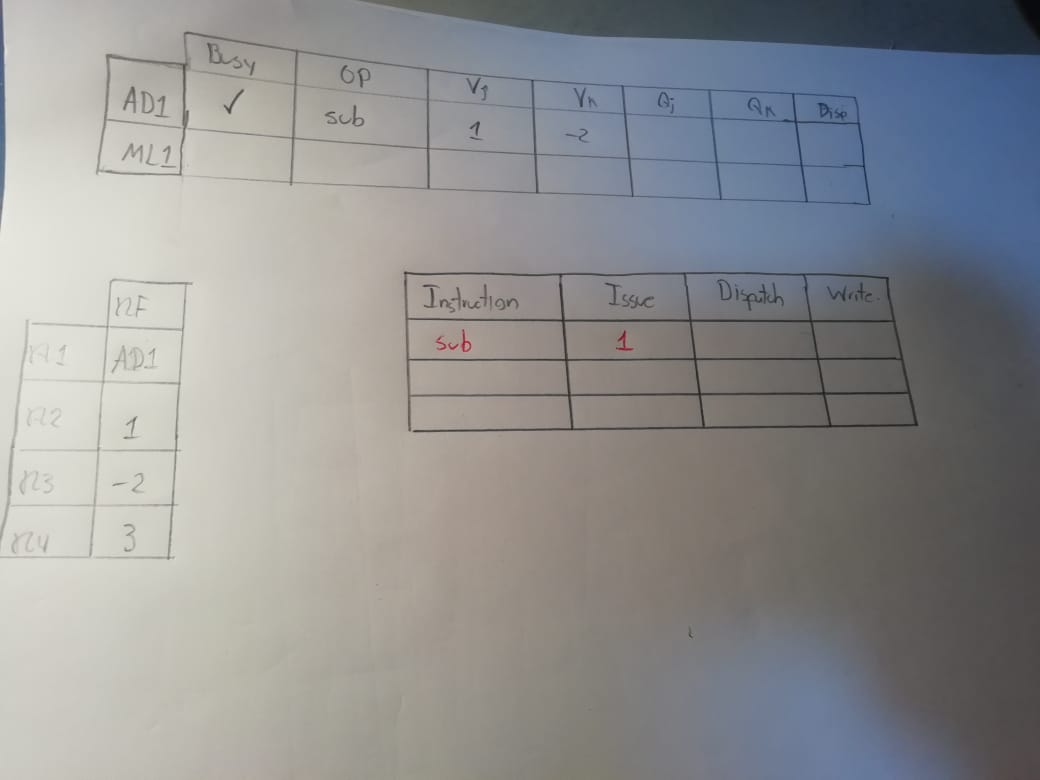 Busy OP Vj Vk Qj Qk Disp
AD1 ✓ sub 1 -2
ML1
RF
R1 AD1
R2 1
R3 -2
R4 3
Instruction Issue Dispatch Write.
sub 1